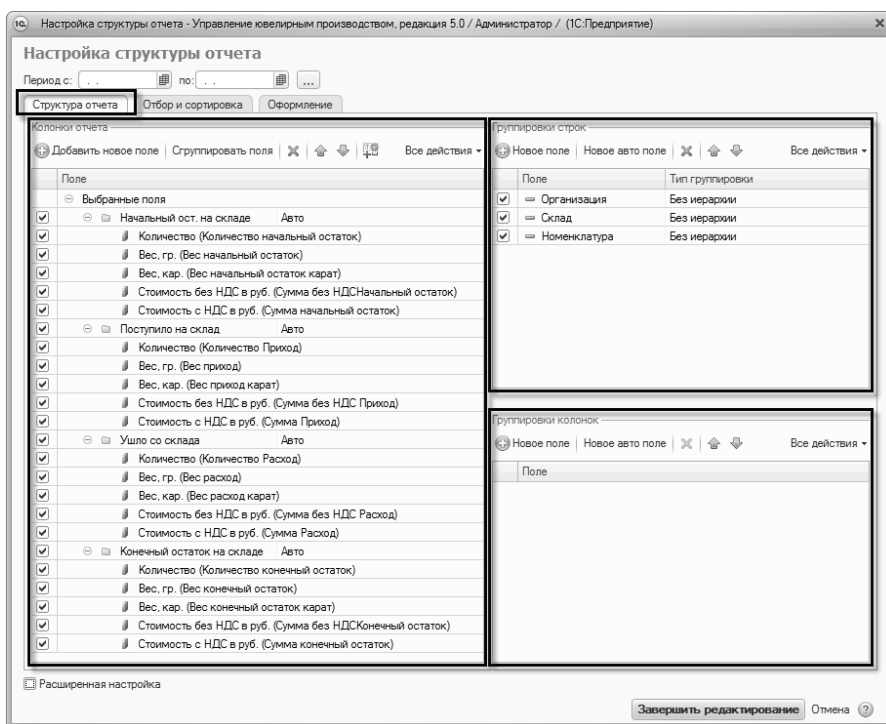 Настройка структуры отчета - Управление ювелирным производством, редакция 5.0 / Администратор / (1С:Предприятие)
Настройка структуры отчета
Период с: . . по: . . ...
Структура отчета Отбор и сортировка Оформление
Колонки отчета
Добавить новое поле Сгруппировать поля Все действия
Поле
Выбранные поля
Начальный ост. на складе Авто
Количество (Количество начальный остаток)
Вес, гр. (Вес начальный остаток)
Вес, кар. (Вес начальный остаток карат)
Стоимость без НДС в руб. (Сумма без НДСНачальный остаток)
Стоимость с НДС в руб. (Сумма начальный остаток)
Поступило на склад Авто
Количество (Количество Приход)
Вес, гр. (Вес приход)
Вес, кар. (Вес приход карат)
Стоимость без НДС в руб. (Сумма без НДС Приход)
Стоимость с НДС в руб. (Сумма Приход)
Ушло со склада Авто
Количество (Количество Расход)
Вес, гр. (Вес расход)
Вес, кар. (Вес расход карат)
Стоимость без НДС в руб. (Сумма без НДС Расход)
Стоимость с НДС в руб. (Сумма Расход)
Конечный остаток на складе Авто
Количество (Количество конечный остаток)
Вес, гр. (Вес конечный остаток)
Вес, кар. (Вес конечный остаток карат)
Стоимость без НДС в руб. (Сумма без НДСКонечный остаток)
Стоимость с НДС в руб. (Сумма конечный остаток)
Группировки строк
Новое поле Новое авто поле Все действия
Поле Тип группировки
Организация Без иерархии
Склад Без иерархии
Номенклатура Без иерархии
Группировки колонок
Новое поле Новое авто поле Все действия
Поле
Расширенная настройка
Завершить редактирование Отмена ?